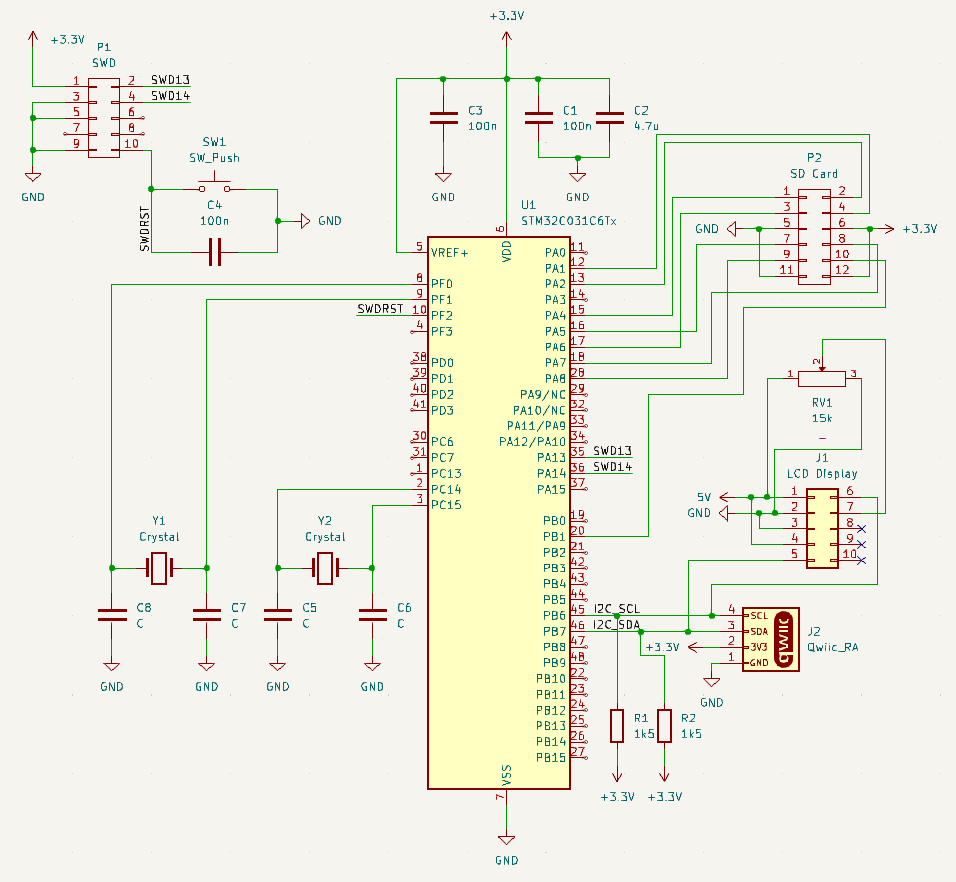 +3.3V
P1
SWD
1 2 SWD13
3 4 SWD14
5 6
7 8
9 10
GND
SW1
SW_Push
C4
100n
SWDRST
GND
+3.3V
C3
100n
C1
100n
C2
4.7u
GND
GND
P2
SD Card
1 2
3 4
5 6
7 8
9 10
11 12
GND
+3.3V
U1
STM32C031C6Tx
6
VDD
5 VREF+
8 PF0
9 PF1
SWDRST 10 PF2
4 PF3
38 PD0
39 PD1
40 PD2
41 PD3
30 PC6
31 PC7
1 PC13
2 PC14
3 PC15
PA0 11
PA1 12
PA2 13
PA3 14
PA4 15
PA5 16
PA6 17
PA7 18
PA8 28
PA9/NC 29
PA10/NC 32
PA11/PA9 33
PA12/PA10 34
PA13 35 SWD13
PA14 36 SWD14
PA15 37
PB0 19
PB1 20
PB2 21
PB3 42
PB4 43
PB5 44
PB6 45 I2C_SCL
PB7 46 I2C_SDA
PB8 47
PB9 48
PB10 22
PB11 23
PB12 24
PB13 25
PB14 26
PB15 27
VSS
7
GND
Y1
Crystal
Y2
Crystal
C8
C
C7
C
C5
C
C6
C
GND
GND
GND
GND
2
1 3
RV1
15k
J1
LCD Display
5V
GND
1 6
2 7
3 8
4 9
5 10
4 SCL
3 SDA
+3.3V 2 3V3
1 GND
qwiic
J2
Qwiic_RA
GND
R1
1k5
R2
1k5
+3.3V
+3.3V